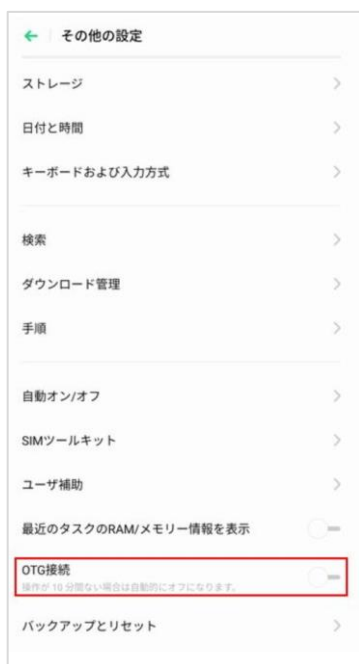 その他の設定
ストレージ
日付と時間
キーボードおよび入力方式
検索
ダウンロード管理
手順
自動オン/オフ
SIMツールキット
ユーザ補助
最近のタスクのRAM/メモリー情報を表示
OTG接続
操作が 10 分間ない場合は自動的にオフになります。
バックアップとリセット